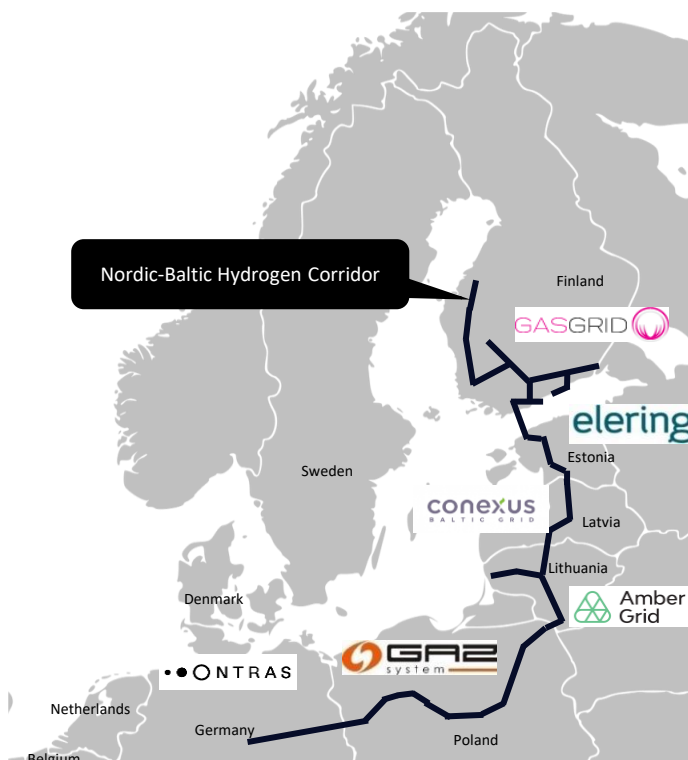 Nordic-Baltic Hydrogen Corridor
Finland
GASGRID
elering
Estonia
Sweden
conexus
BALTIC GRID
Latvia
Lithuania
Denmark
Amber
Grid
GAZ
system
ONTRAS
Netherlands
Germany
Poland
Belgium